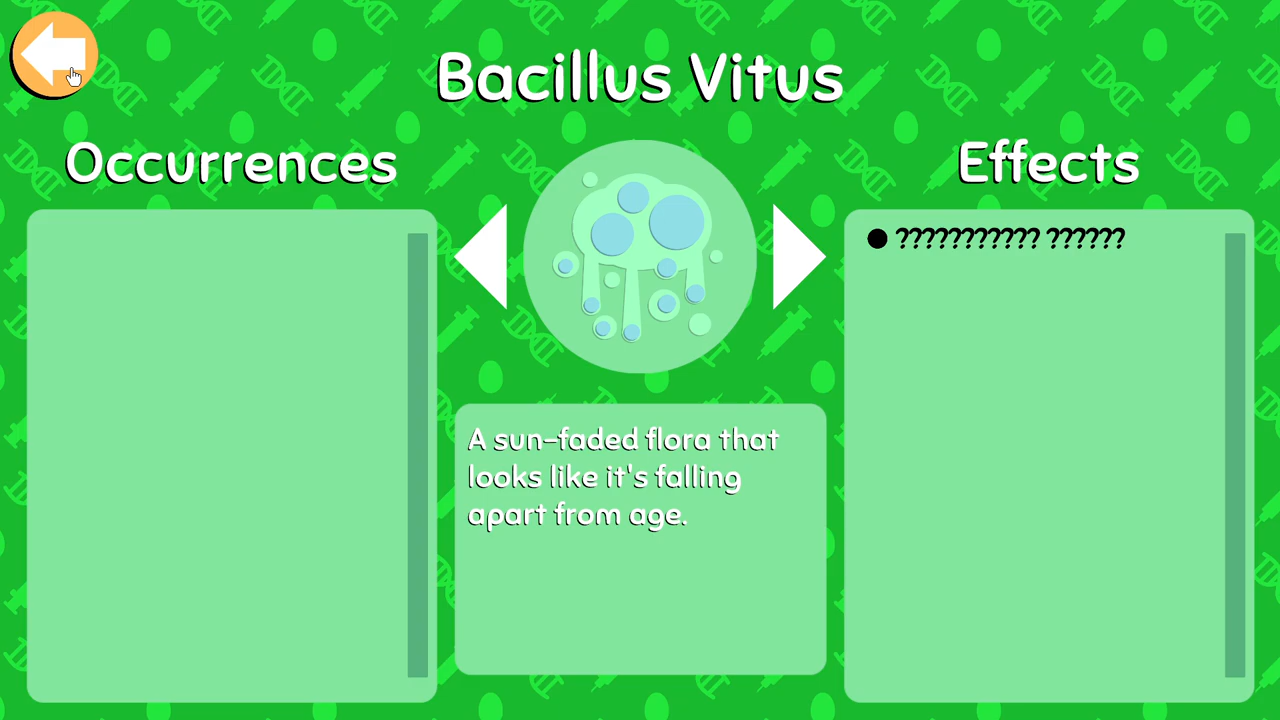 Bacillus Vitus
Occurrences
A sun-faded flora that
looks like it's falling
apart from age.
Effects
● ??????????? ??????